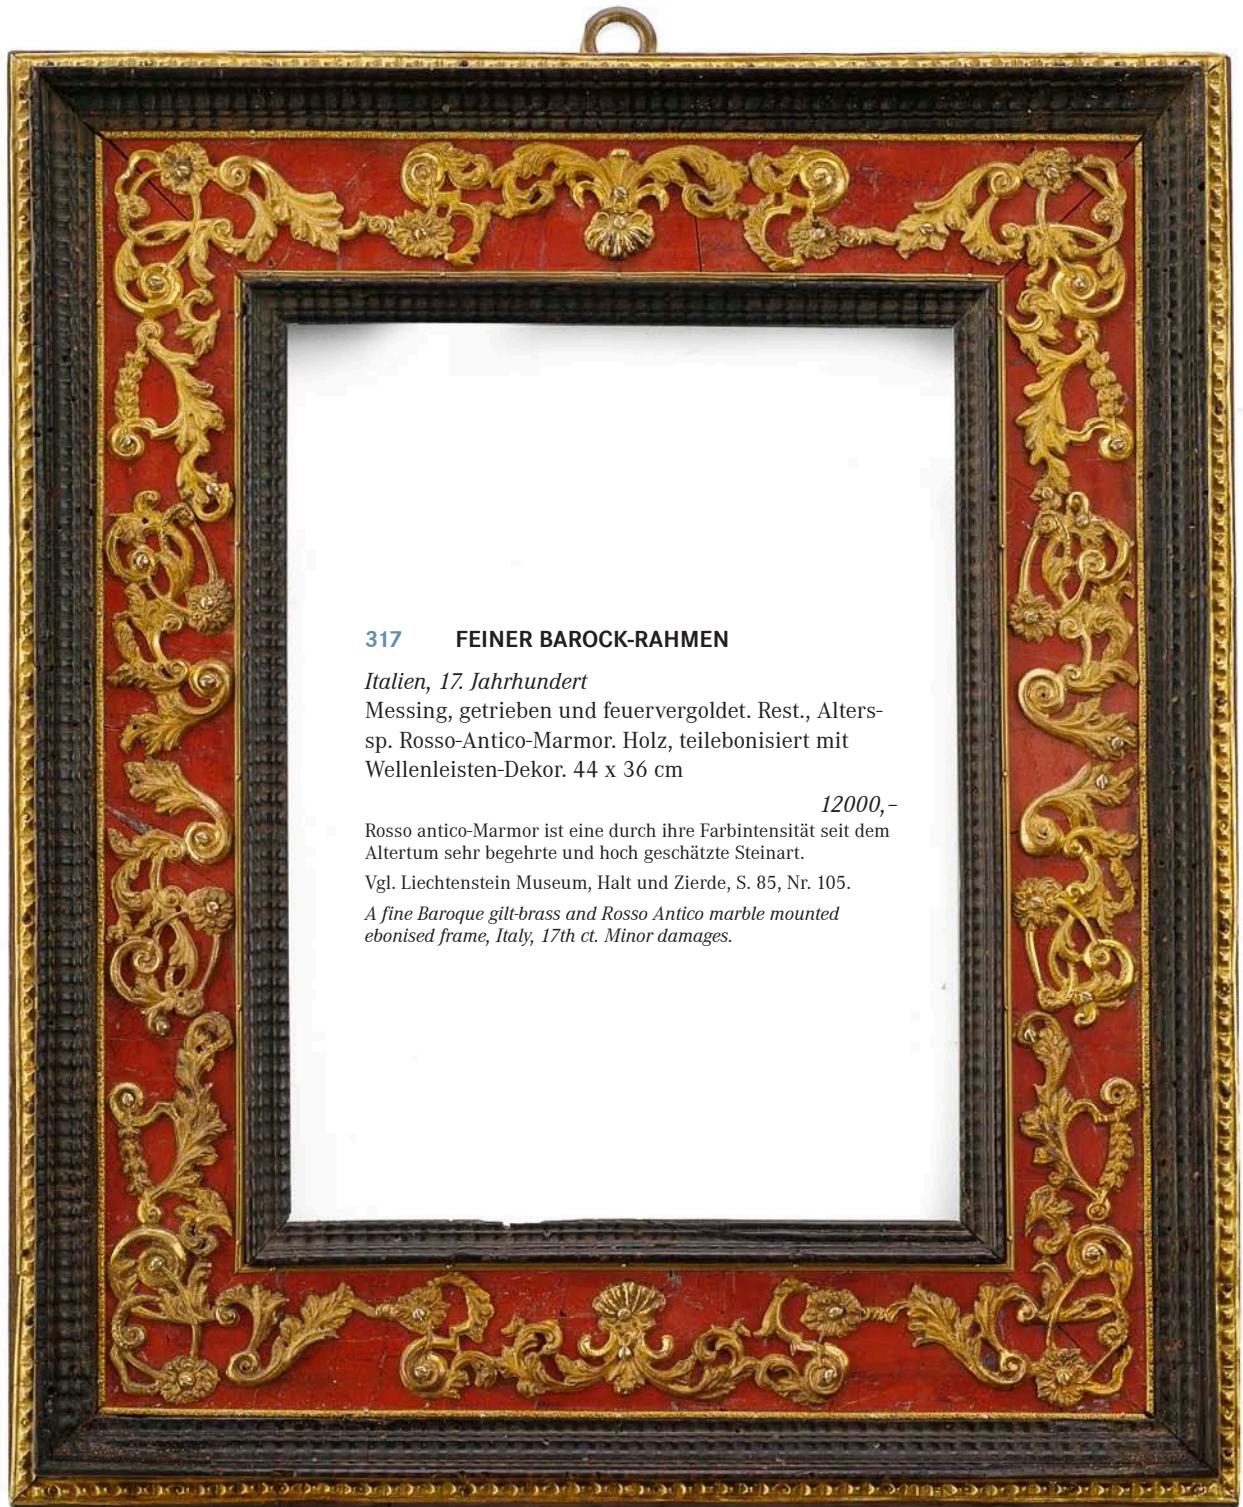 317 FEINER BAROCK-RAHMEN
Italien, 17. Jahrhundert
Messing, getrieben und feuervergoldet. Rest., Alters-
sp. Rosso-Antico-Marmor. Holz, teilebonisiert mit
Wellenleisten-Dekor. 44 x 36 cm
12000,–
Rosso antico-Marmor ist eine durch ihre Farbintensität seit dem
Altertum sehr begehrte und hoch geschätzte Steinart.
Vgl. Liechtenstein Museum, Halt und Zierde, S. 85, Nr. 105.
A fine Baroque gilt-brass and Rosso Antico marble mounted
ebonised frame, Italy, 17th ct. Minor damages.